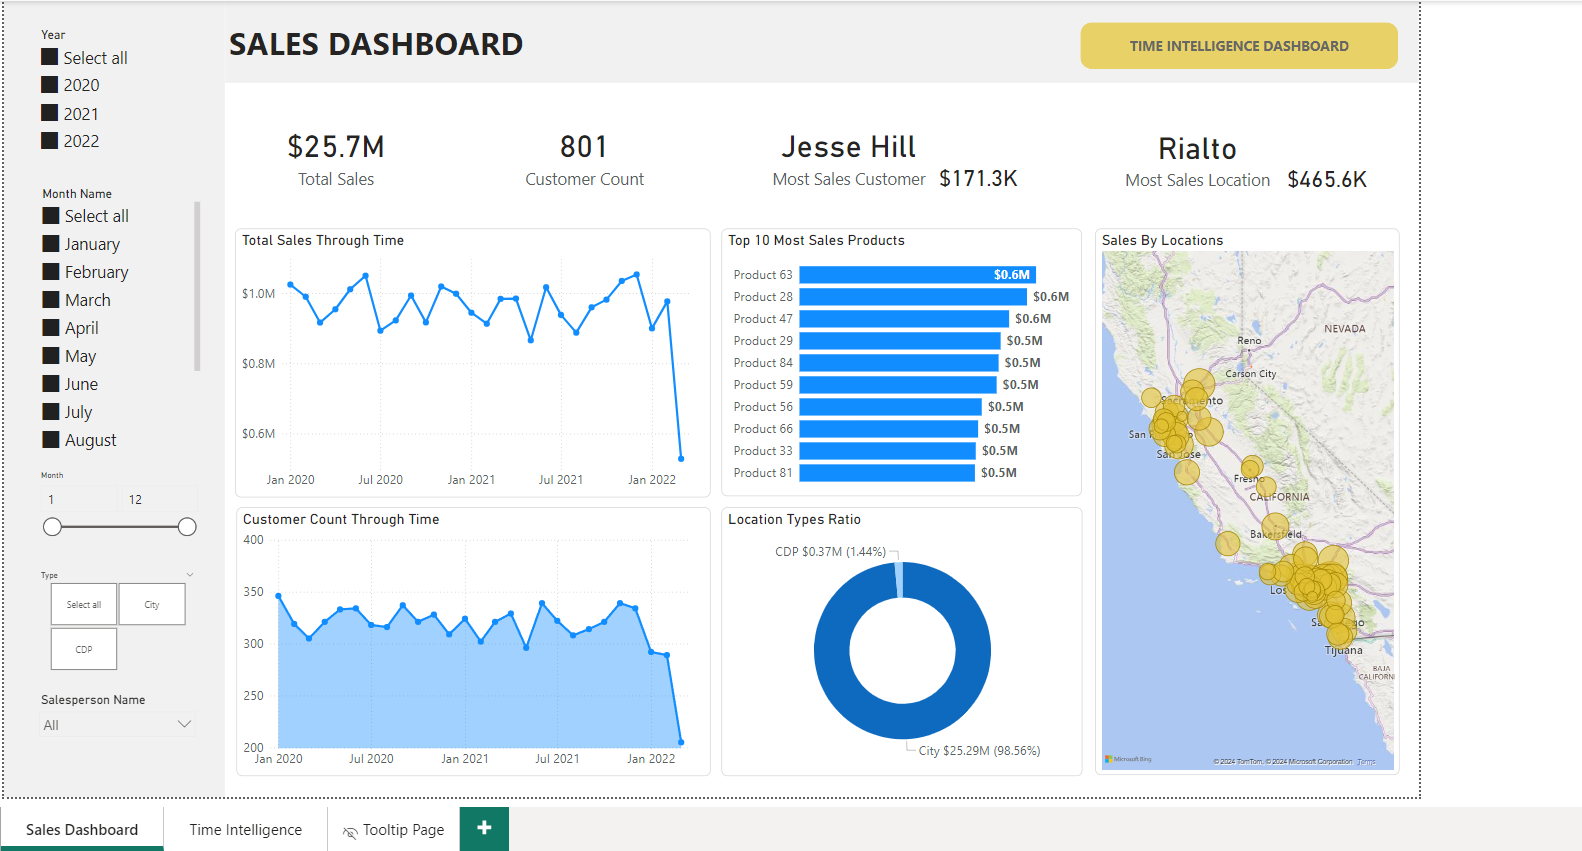 Year
Select all
2020
2021
2022
Month Name
Select all
January
February
March
April
May
June
July
August
Month
1 12
Type
Select all City
CDP
Salesperson Name
All
SALES DASHBOARD
TIME INTELLIGENCE DASHBOARD
$25.7M
Total Sales
801
Customer Count
Jesse Hill
Most Sales Customer $171.3K
Rialto
Most Sales Location $465.6K
Total Sales Through Time
$1.0M
$0.8M
$0.6M
Jan 2020 Jul 2020 Jan 2021 Jul 2021 Jan 2022
Top 10 Most Sales Products
Product 63 $0.6M
Product 28 $0.6M
Product 47 $0.6M
Product 29 $0.5M
Product 84 $0.5M
Product 59 $0.5M
Product 56 $0.5M
Product 66 $0.5M
Product 33 $0.5M
Product 81 $0.5M
Sales By Locations
NEVADA
Reno
Carson City
Sacramento
San
San Jose
Fresno
CALIFORNIA
Bakersfield
Los
Tijuana
BAJA
CALIFORN
Microsoft Bing
© 2024 TomTom, © 2024 Microsoft Corporation Terms
Customer Count Through Time
400
350
300
250
200
Jan 2020 Jul 2020 Jan 2021 Jul 2021 Jan 2022
Location Types Ratio
CDP $0.37M (1.44%)
City $25.29M (98.56%)
Sales Dashboard Time Intelligence Tooltip Page +